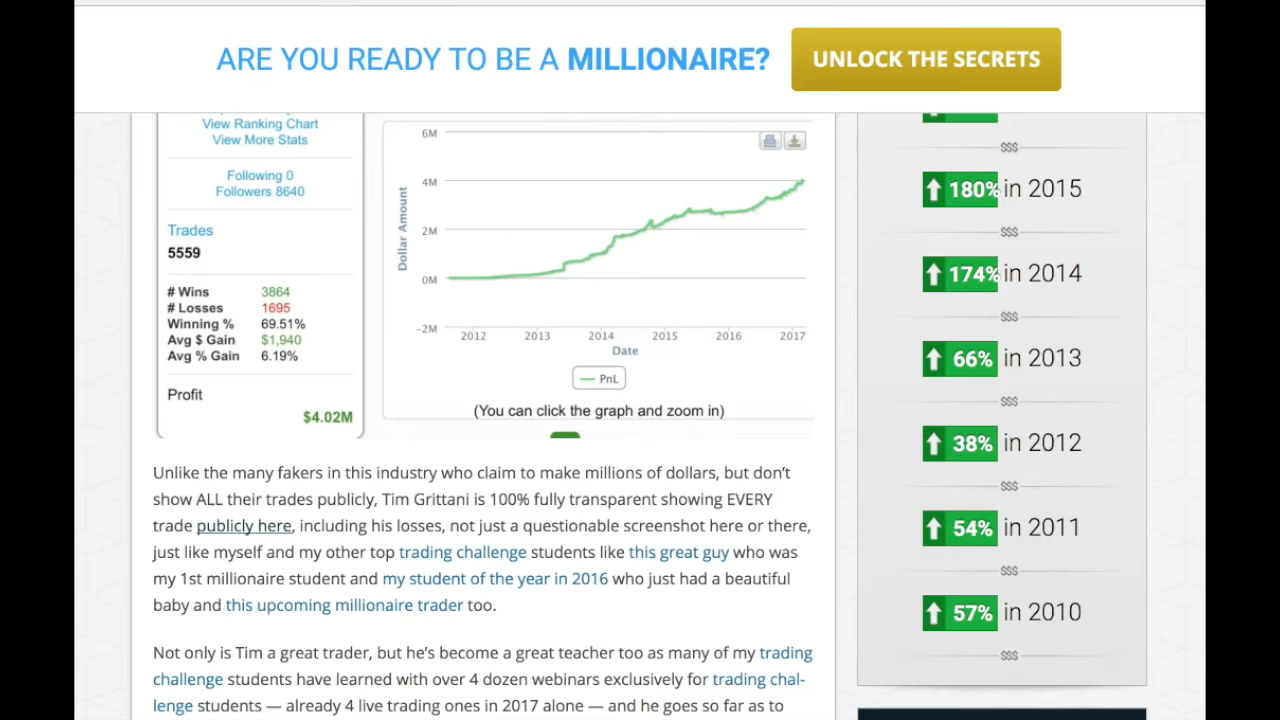 ARE YOU READY TO BE A MILLIONAIRE?
UNLOCK THE SECRETS
View Ranking Chart
View More Stats
Following 0
Followers 8640
Trades
5559
# Wins 3864
# Losses 1695
Winning % 69.51%
Avg $ Gain $1,940
Avg % Gain 6.19%
Profit
$4.02M
6M
4M
2M
0M
-2M
Dollar Amount
2012 2013 2014 2015 2016 2017
Date
PnL
(You can click the graph and zoom in)
Unlike the many fakers in this industry who claim to make millions of dollars, but don't
show ALL their trades publicly, Tim Grittani is 100% fully transparent showing EVERY
trade publicly here, including his losses, not just a questionable screenshot here or there,
just like myself and my other top trading challenge students like this great guy who was
my 1st millionaire student and my student of the year in 2016 who just had a beautiful
baby and this upcoming millionaire trader too.
Not only is Tim a great trader, but he's become a great teacher too as many of my trading
challenge students have learned with over 4 dozen webinars exclusively for trading chal-
lenge students — already 4 live trading ones in 2017 alone — and he goes so far as to
$$$
180% in 2015
$$$
174% in 2014
$$$
66% in 2013
$$$
38% in 2012
$$$
54% in 2011
$$$
57% in 2010
$$$